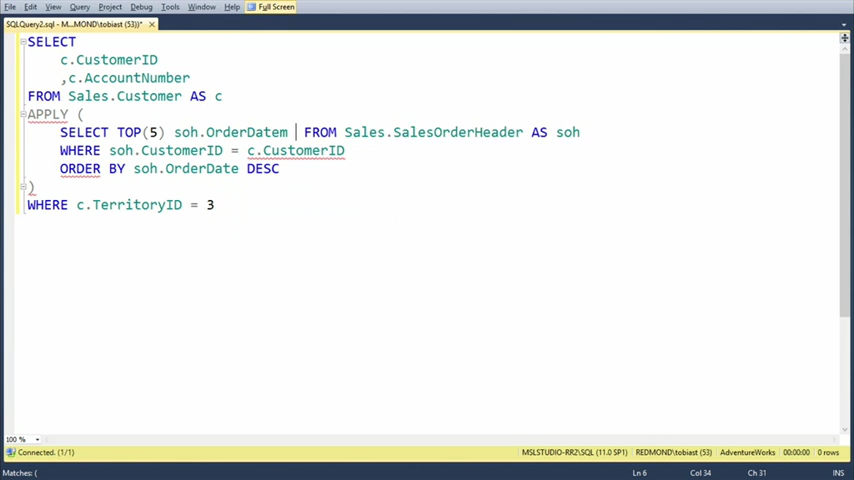 File Edit View Query Project Debug Tools Window Help Full Screen
SQLQuery2.sql - M...MOND\tobiast (53))*
SELECT
c.CustomerID
,c.AccountNumber
FROM Sales.Customer AS c
APPLY (
SELECT TOP(5) soh.OrderDatem FROM Sales.SalesOrderHeader AS soh
WHERE soh.CustomerID = c.CustomerID
ORDER BY soh.OrderDate DESC
)
WHERE c.TerritoryID = 3
100 %
Connected. (1/1) MSLSTUDIO-RR2\SQL (11.0 SP1) REDMOND\tobiast (53) AdventureWorks 00:00:00 0 rows
Matches: ( Ln 6 Col 34 Ch 31 INS